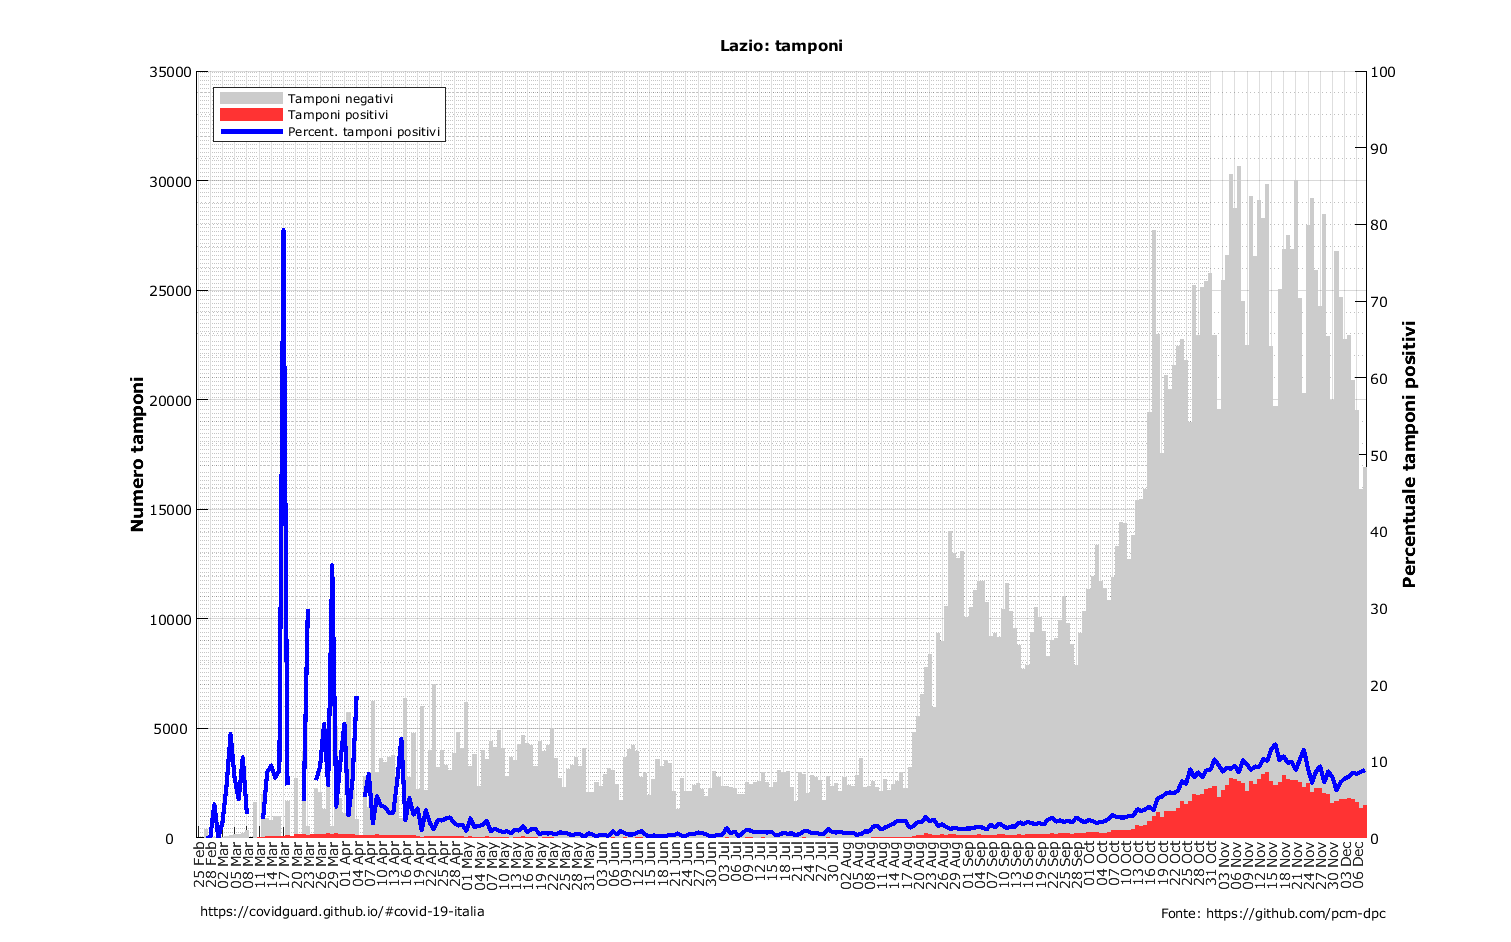 Lazio: tamponi
35000
30000
25000
20000
15000
10000
5000
0
Numero tamponi
Tamponi negativi
Tamponi positivi
Percent. tamponi positivi
100
90
80
70
60
50
40
30
20
10
0
Percentuale tamponi positivi
25 Feb
28 Feb
02 Mar
05 Mar
08 Mar
11 Mar
14 Mar
17 Mar
20 Mar
23 Mar
26 Mar
29 Mar
01 Apr
04 Apr
07 Apr
10 Apr
13 Apr
16 Apr
19 Apr
22 Apr
25 Apr
28 Apr
01 May
04 May
07 May
10 May
13 May
16 May
19 May
22 May
25 May
28 May
31 May
03 Jun
06 Jun
09 Jun
12 Jun
15 Jun
18 Jun
21 Jun
24 Jun
27 Jun
30 Jun
03 Jul
06 Jul
09 Jul
12 Jul
15 Jul
18 Jul
21 Jul
24 Jul
27 Jul
30 Jul
02 Aug
05 Aug
08 Aug
11 Aug
14 Aug
17 Aug
20 Aug
23 Aug
26 Aug
29 Aug
01 Sep
04 Sep
07 Sep
10 Sep
13 Sep
16 Sep
19 Sep
22 Sep
25 Sep
28 Sep
01 Oct
04 Oct
07 Oct
10 Oct
13 Oct
16 Oct
19 Oct
22 Oct
25 Oct
28 Oct
31 Oct
03 Nov
06 Nov
09 Nov
12 Nov
15 Nov
18 Nov
21 Nov
24 Nov
27 Nov
30 Nov
03 Dec
06 Dec
https://covidguard.github.io/#covid-19-italia
Fonte: https://github.com/pcm-dpc